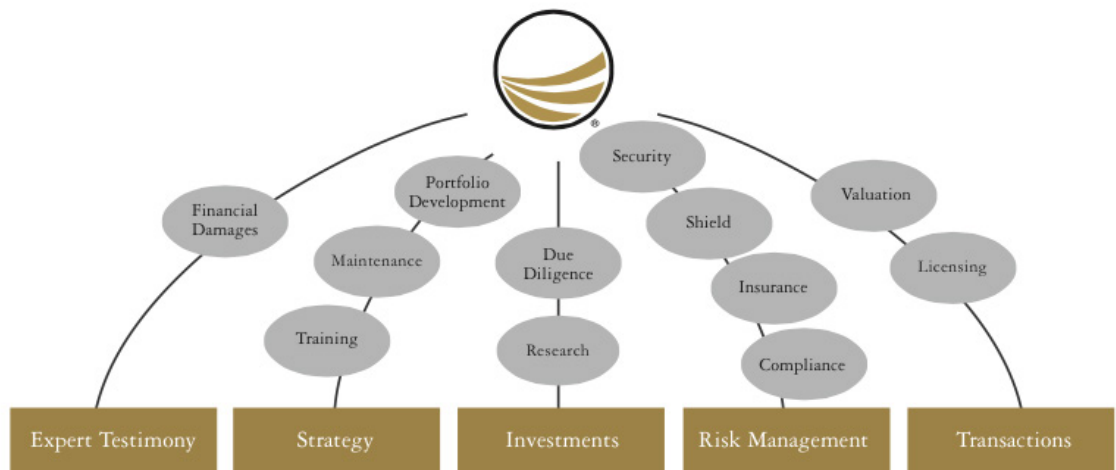 ®
Security
Portfolio
Development
Valuation
Financial
Damages
Shield
Maintenance
Due
Diligence
Licensing
Insurance
Training
Research
Compliance
Expert Testimony
Strategy
Investments
Risk Management
Transactions